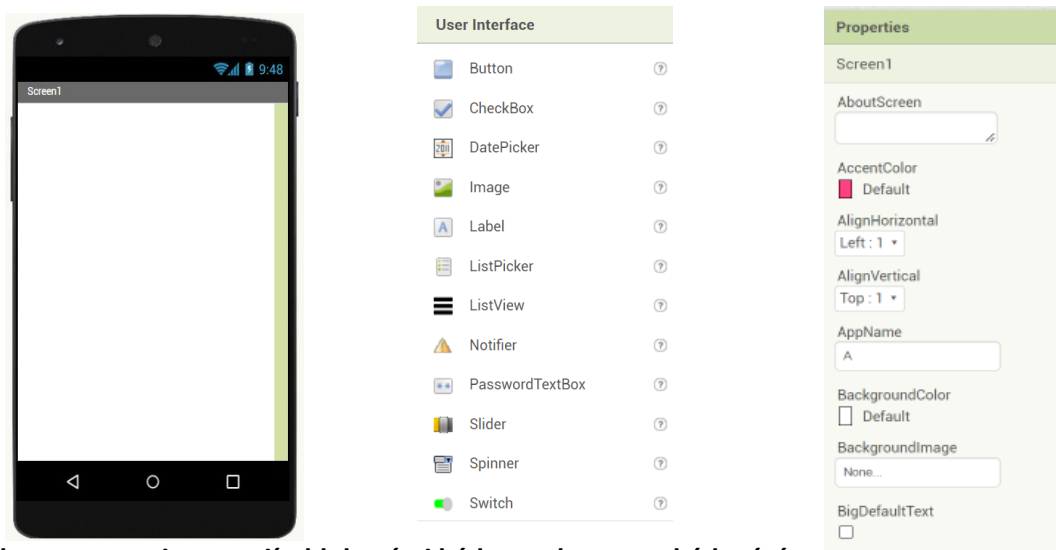 9:48
Screen1
User Interface
Button
CheckBox
DatePicker
Image
Label
ListPicker
ListView
Notifier
PasswordTextBox
Slider
Spinner
Switch
Properties
Screen1
AboutScreen
AccentColor
Default
AlignHorizontal
Left : 1
AlignVertical
Top : 1
AppName
A
BackgroundColor
Default
BackgroundImage
None...
BigDefaultText